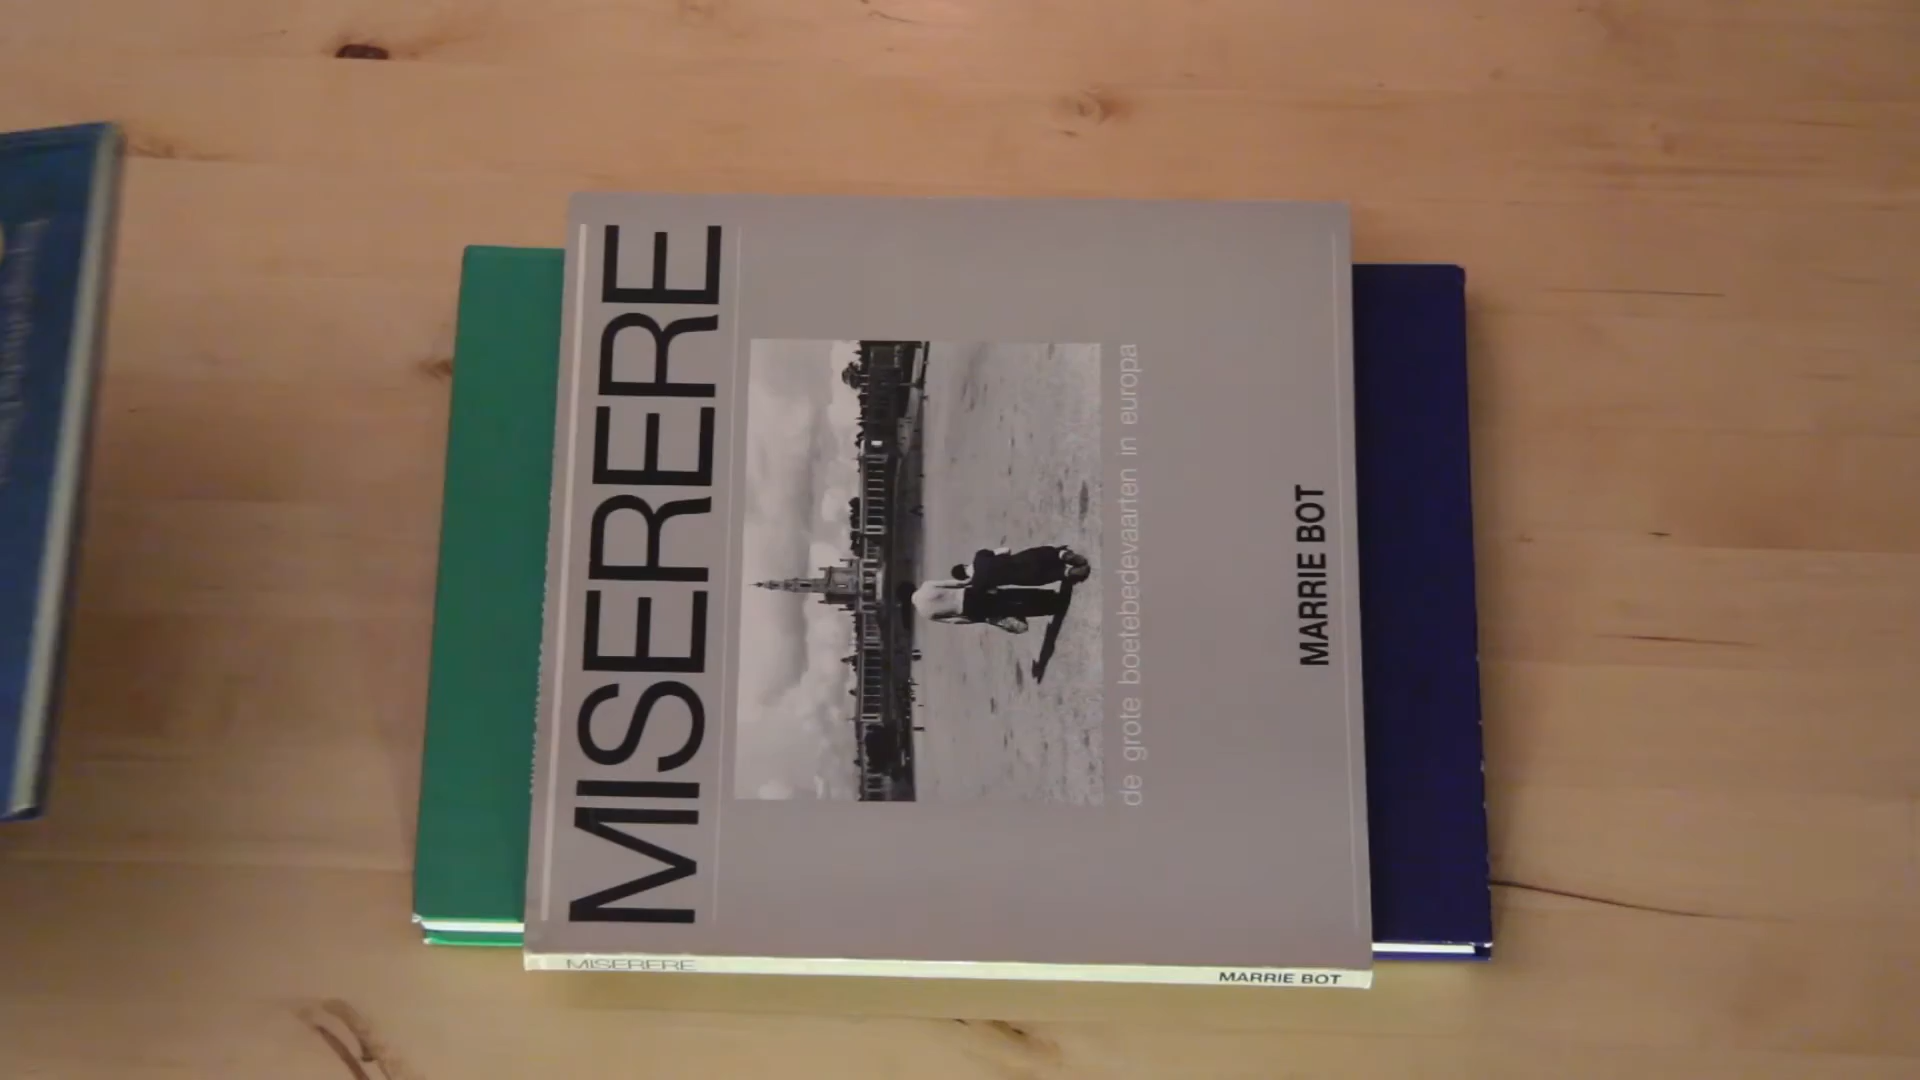 MISERERE
de grote boetebedevaarten in europa
MARRIE BOT
MISERERE
MARRIE BOT